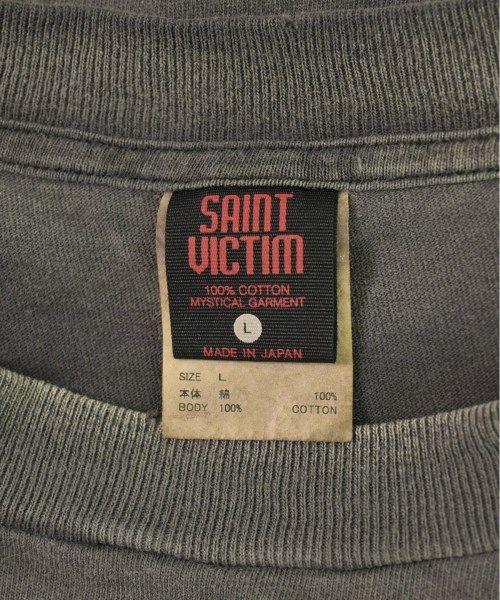 SAINT
VICTIM
100% COTTON
MYSTICAL GARMENT
L
MADE IN JAPAN
SIZE L
本体 綿 100%
BODY 100% COTTON